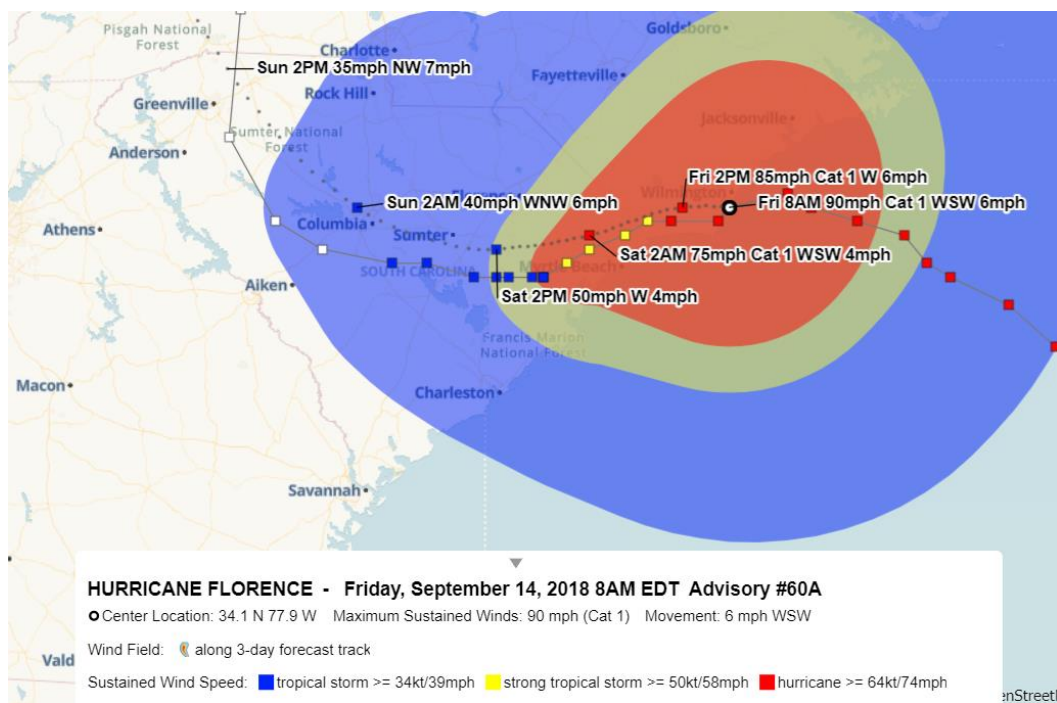 Pisgah National
Forest
Charlotte
Goldsboro
Sun 2PM 35mph NW 7mph
Fayetteville
Rock Hill
Greenville
Jacksonville
Sumter National
Forest
Anderson
Fri 2PM 85mph Cat 1 W 6mph
Wilmington
Florence
Sun 2AM 40mph WNW 6mph
Fri 8AM 90mph Cat 1 WSW 6mph
Columbia
Athens
Sumter
Sat 2AM 75mph Cat 1 WSW 4mph
SOUTH CAROLINA
Myrtle Beach
Aiken
Sat 2PM 50mph W 4mph
Francis Marion
National Forest
Macon
Charleston
Savannah
HURRICANE FLORENCE - Friday, September 14, 2018 8AM EDT Advisory #60A
Center Location: 34.1 N 77.9 W Maximum Sustained Winds: 90 mph (Cat 1) Movement: 6 mph WSW
Wind Field: along 3-day forecast track
Vald
Sustained Wind Speed: tropical storm >= 34kt/39mph strong tropical storm >= 50kt/58mph hurricane >= 64kt/74mph
enStreetM